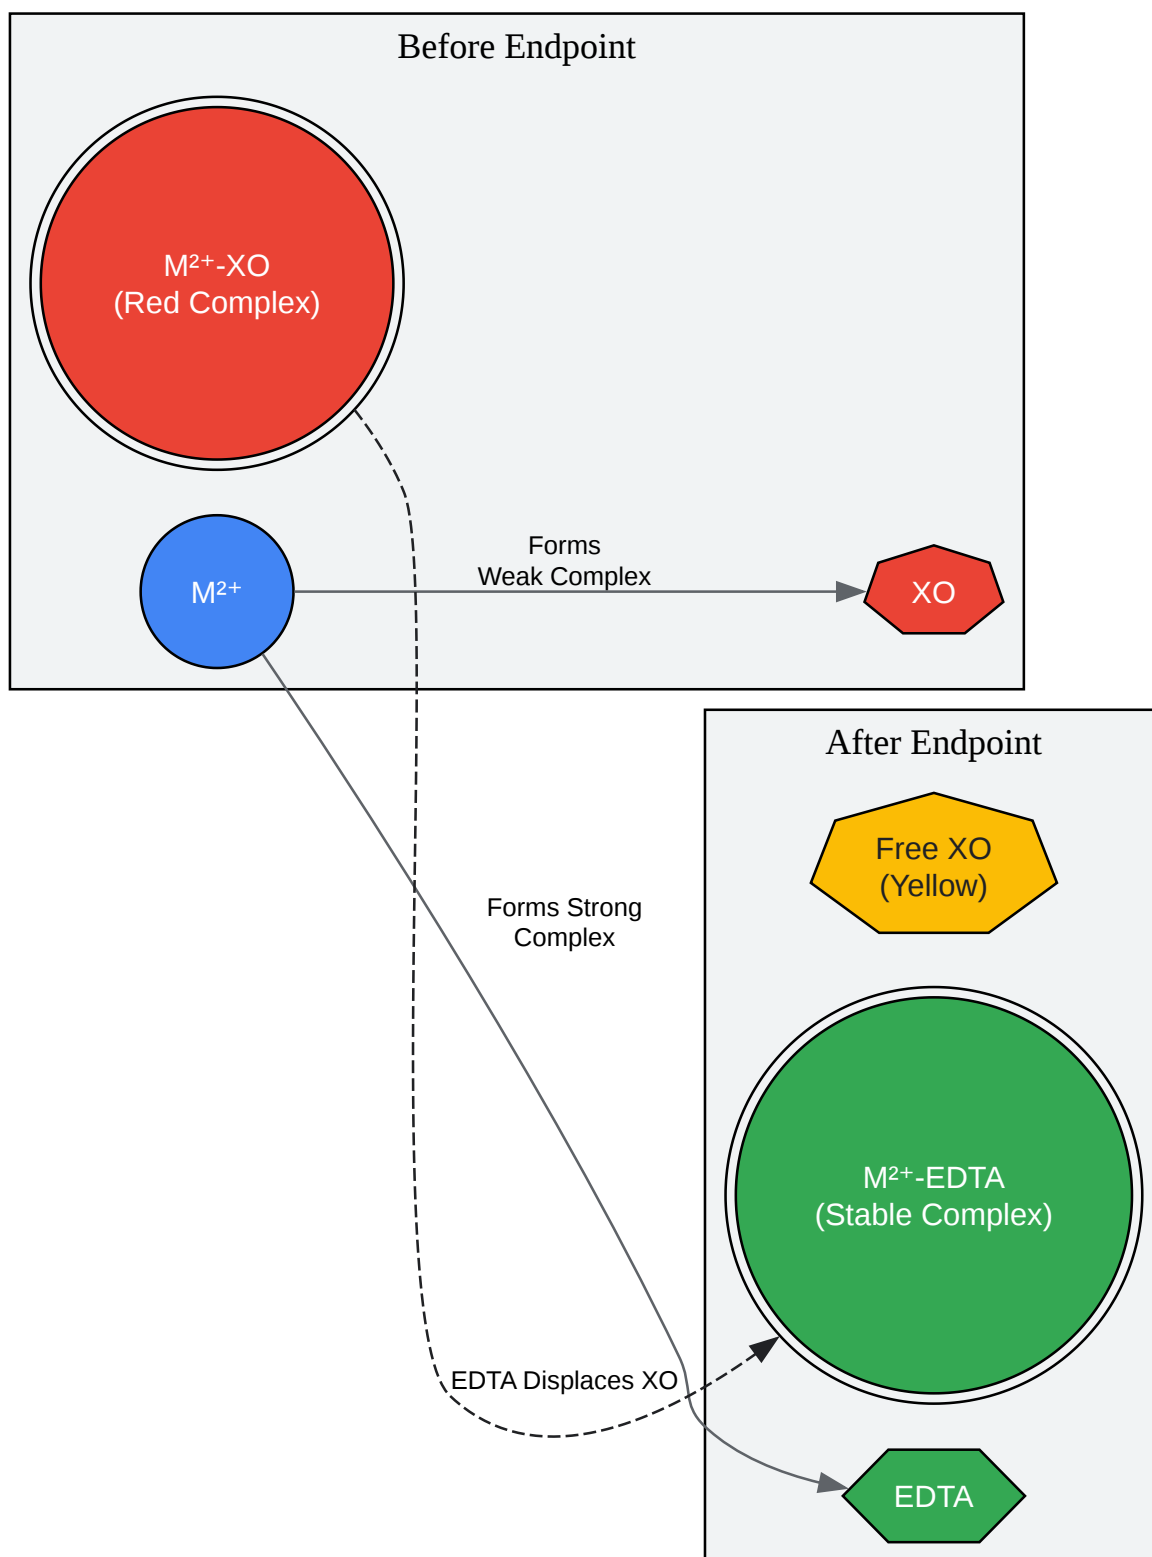 Before Endpoint
M²⁺-XO
(Red Complex)
Forms
Weak Complex
M²⁺
XO
After Endpoint
Free XO
(Yellow)
Forms Strong
Complex
M²⁺-EDTA
(Stable Complex)
EDTA Displaces XO
EDTA